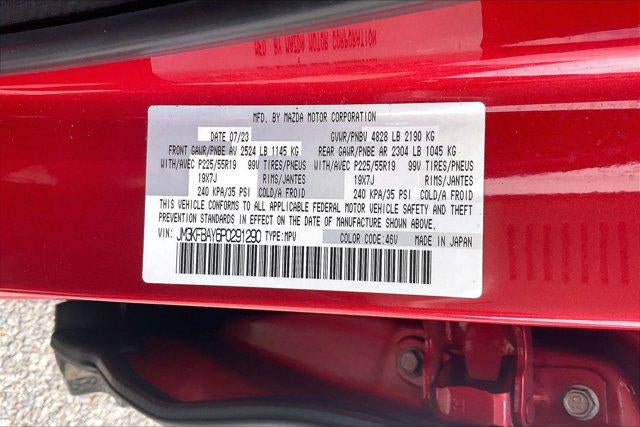 MFD. BY MAZDA MOTOR CORPORATION
DATE 07/23 GVWR/PNBV 4828 LB 2190 KG
FRONT GAWR/PNBE AV 2524 LB 1145 KG REAR GAWR/PNBE AR 2304 LB 1045 KG
WITH/AVEC P225/55R19 99V TIRES/PNEUS WITH/AVEC P225/55R19 99V TIRES/PNEUS
19X7J RIMS/JANTES 19X7J RIMS/JANTES
240 KPA/35 PSI COLD/A FROID 240 KPA/35 PSI COLD/A FROID
THIS VEHICLE CONFORMS TO ALL APPLICABLE FEDERAL MOTOR VEHICLE SAFETY AND THEFT
PREVENTION STANDARDS IN EFFECT ON THE DATE OF MANUFACTURE SHOWN ABOVE.
VIN: JM3KFBAY6P0291290 TYPE:MPV COLOR CODE:46V MADE IN JAPAN